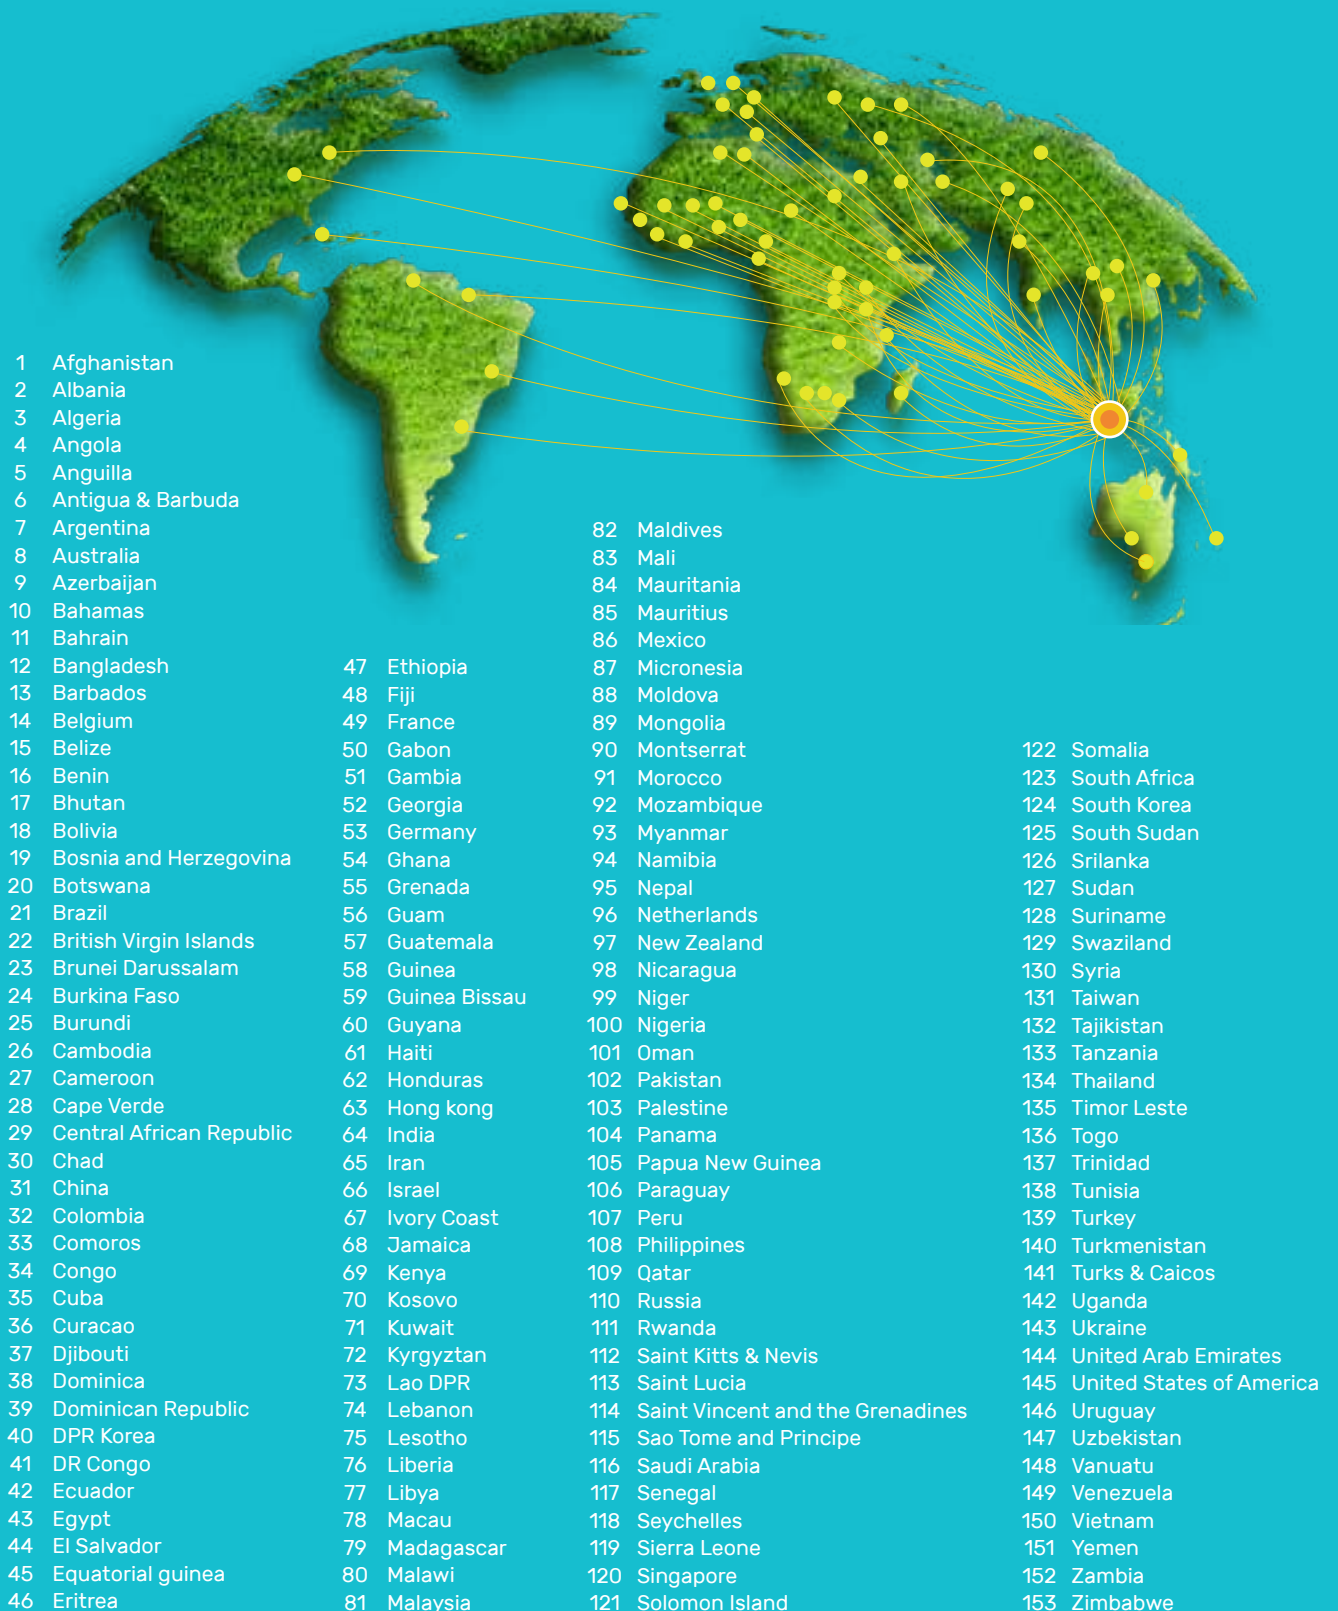 1 Afghanistan
2 Albania
3 Algeria
4 Angola
5 Anguilla
6 Antigua & Barbuda
7 Argentina
8 Australia
9 Azerbaijan
10 Bahamas
11 Bahrain
12 Bangladesh
13 Barbados
14 Belgium
15 Belize
16 Benin
17 Bhutan
18 Bolivia
19 Bosnia and Herzegovina
20 Botswana
21 Brazil
22 British Virgin Islands
23 Brunei Darussalam
24 Burkina Faso
25 Burundi
26 Cambodia
27 Cameroon
28 Cape Verde
29 Central African Republic
30 Chad
31 China
32 Colombia
33 Comoros
34 Congo
35 Cuba
36 Curacao
37 Djibouti
38 Dominica
39 Dominican Republic
40 DPR Korea
41 DR Congo
42 Ecuador
43 Egypt
44 El Salvador
45 Equatorial guinea
46 Eritrea
47 Ethiopia
48 Fiji
49 France
50 Gabon
51 Gambia
52 Georgia
53 Germany
54 Ghana
55 Grenada
56 Guam
57 Guatemala
58 Guinea
59 Guinea Bissau
60 Guyana
61 Haiti
62 Honduras
63 Hong kong
64 India
65 Iran
66 Israel
67 Ivory Coast
68 Jamaica
69 Kenya
70 Kosovo
71 Kuwait
72 Kyrgyztan
73 Lao DPR
74 Lebanon
75 Lesotho
76 Liberia
77 Libya
78 Macau
79 Madagascar
80 Malawi
81 Malaysia
82 Maldives
83 Mali
84 Mauritania
85 Mauritius
86 Mexico
87 Micronesia
88 Moldova
89 Mongolia
90 Montserrat
91 Morocco
92 Mozambique
93 Myanmar
94 Namibia
95 Nepal
96 Netherlands
97 New Zealand
98 Nicaragua
99 Niger
100 Nigeria
101 Oman
102 Pakistan
103 Palestine
104 Panama
105 Papua New Guinea
106 Paraguay
107 Peru
108 Philippines
109 Qatar
110 Russia
111 Rwanda
112 Saint Kitts & Nevis
113 Saint Lucia
114 Saint Vincent and the Grenadines
115 Sao Tome and Principe
116 Saudi Arabia
117 Senegal
118 Seychelles
119 Sierra Leone
120 Singapore
121 Solomon Island
122 Somalia
123 South Africa
124 South Korea
125 South Sudan
126 Srilanka
127 Sudan
128 Suriname
129 Swaziland
130 Syria
131 Taiwan
132 Tajikistan
133 Tanzania
134 Thailand
135 Timor Leste
136 Togo
137 Trinidad
138 Tunisia
139 Turkey
140 Turkmenistan
141 Turks & Caicos
142 Uganda
143 Ukraine
144 United Arab Emirates
145 United States of America
146 Uruguay
147 Uzbekistan
148 Vanuatu
149 Venezuela
150 Vietnam
151 Yemen
152 Zambia
153 Zimbabwe